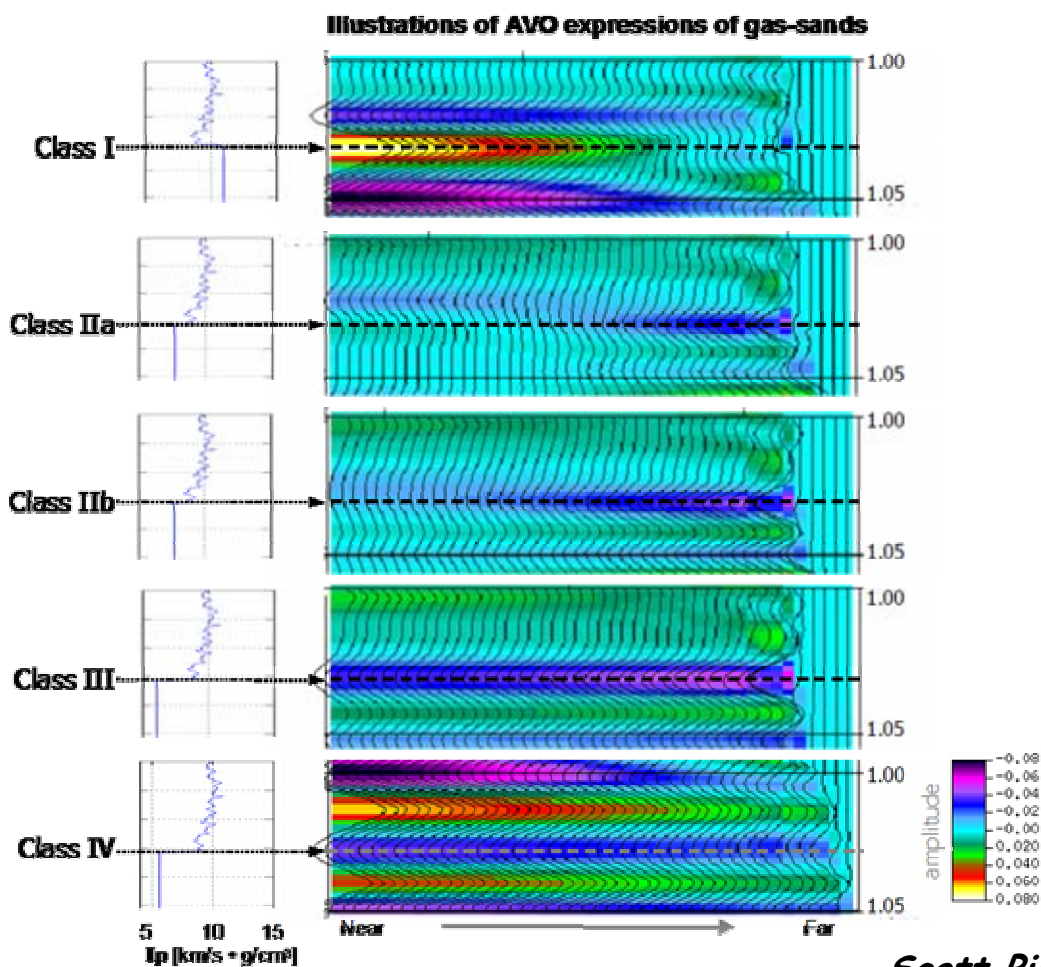 Illustrations of AVO expressions of gas-sands
Class I
1.00
1.05
Class IIa
1.00
1.05
Class IIb
1.00
1.05
Class III
1.00
1.05
Class IV
1.00
1.05
amplitude
-0.08
-0.06
-0.04
-0.02
-0.00
0.020
0.040
0.060
0.080
5 10 15
Ip [km/s * g/cm³]
Near Far
Scott